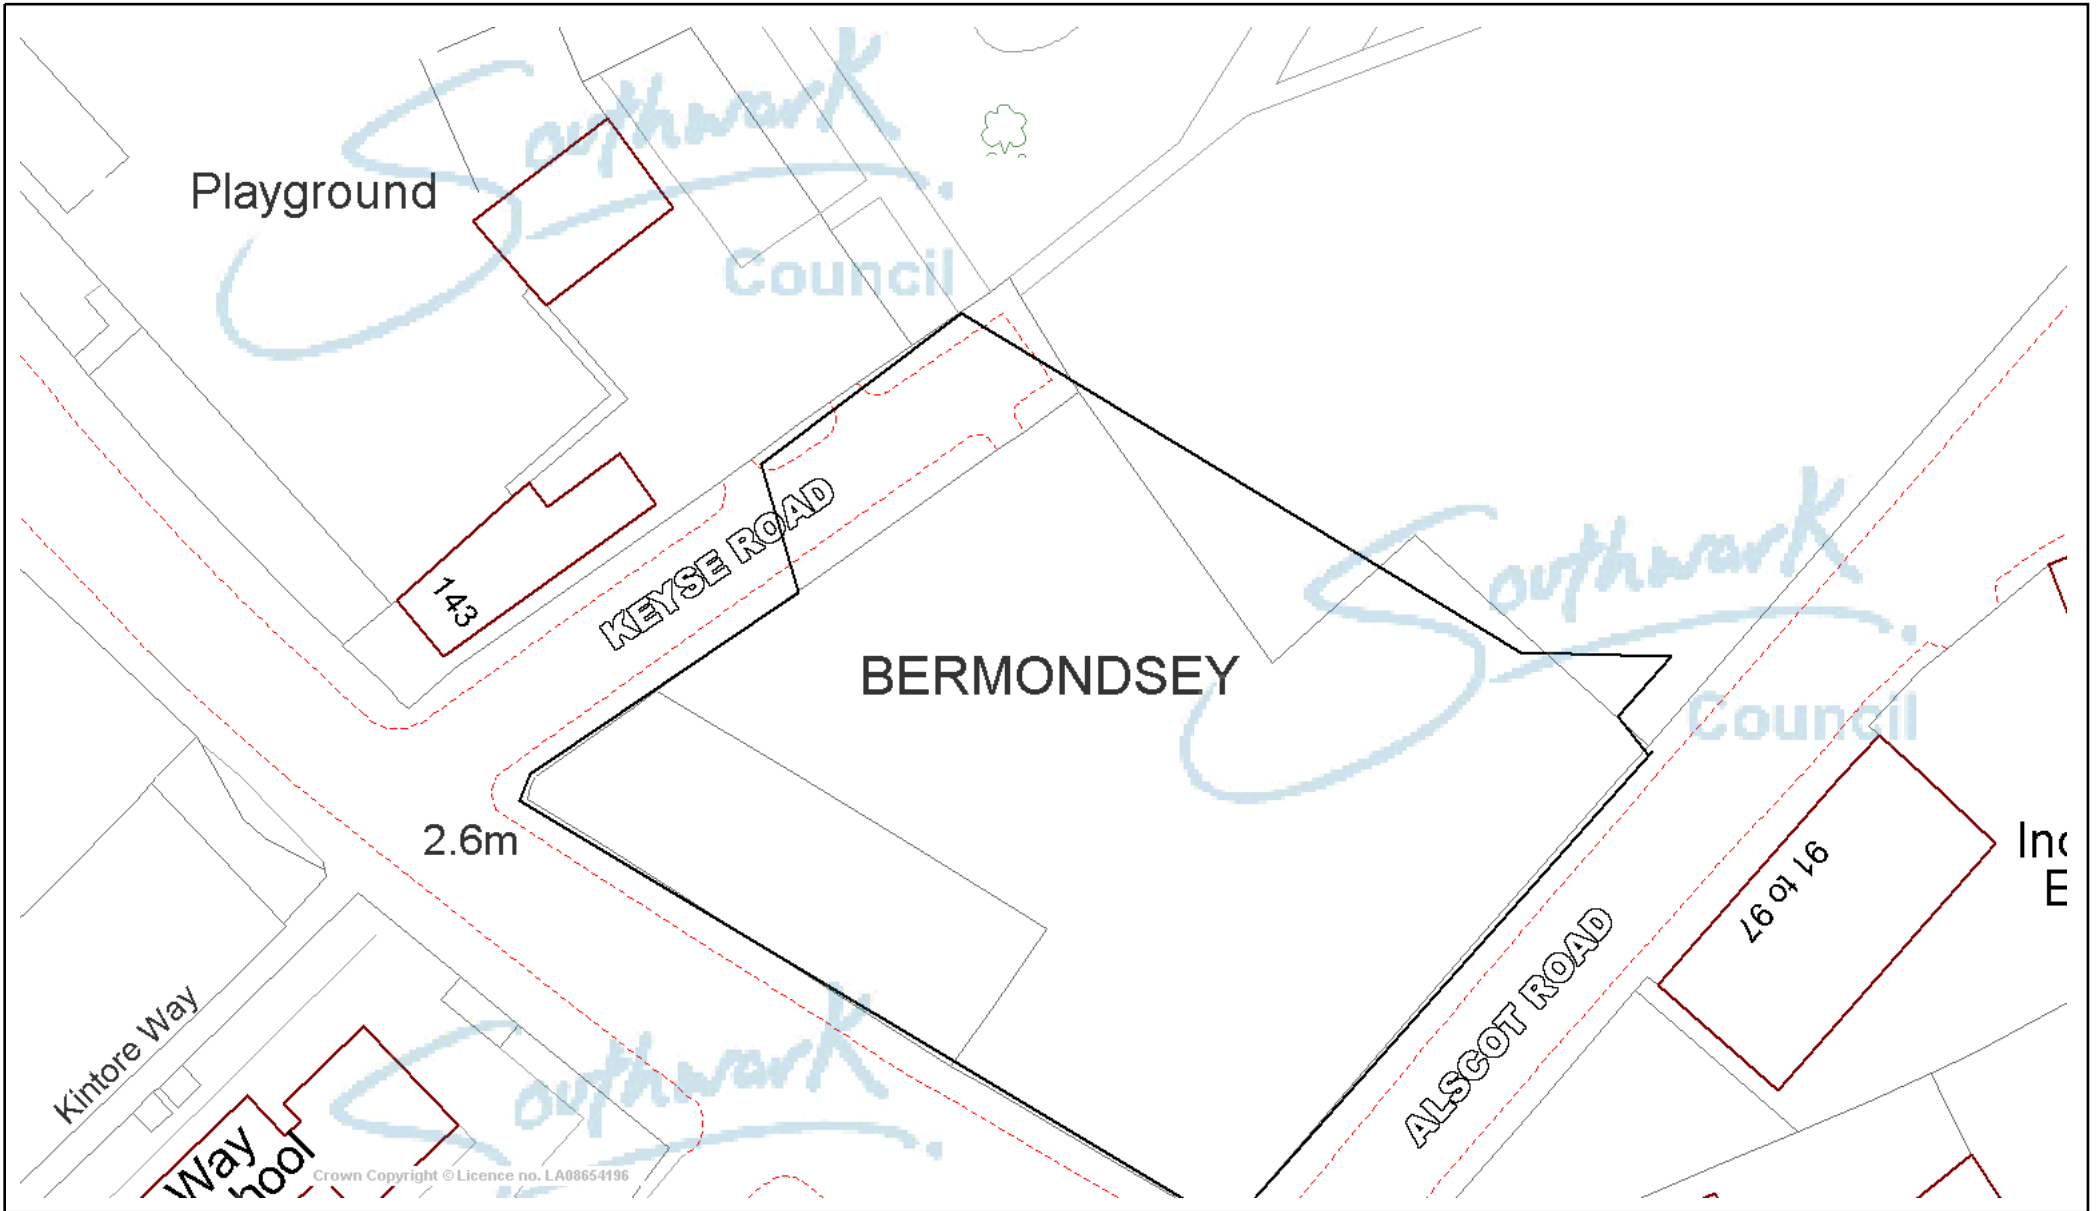 Southwark
Council
Playground
143
KEYSE ROAD
BERMONDSEY
Southwark
Council
2.6m
91 to 97
ALSCOT ROAD
Kintore Way
Southwark
Way
Crown Copyright © Licence no. LA08654196